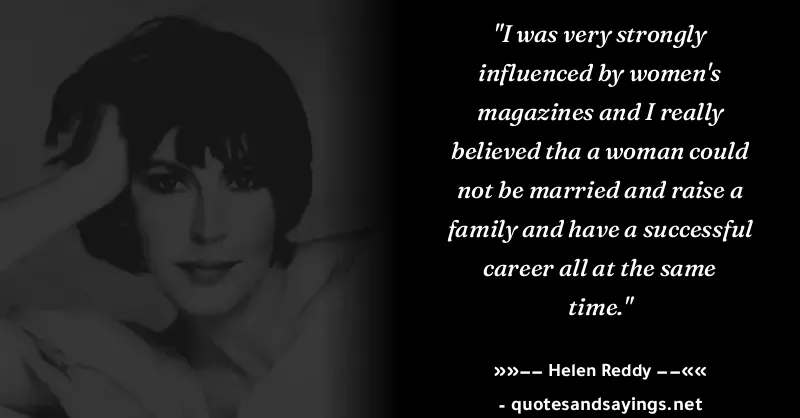 "I was very strongly
influenced by women's
magazines and I really
believed tha a woman could
not be married and raise a
family and have a successful
career all at the same
time."
»»−− Helen Reddy −−««
- quotesandsayings.net